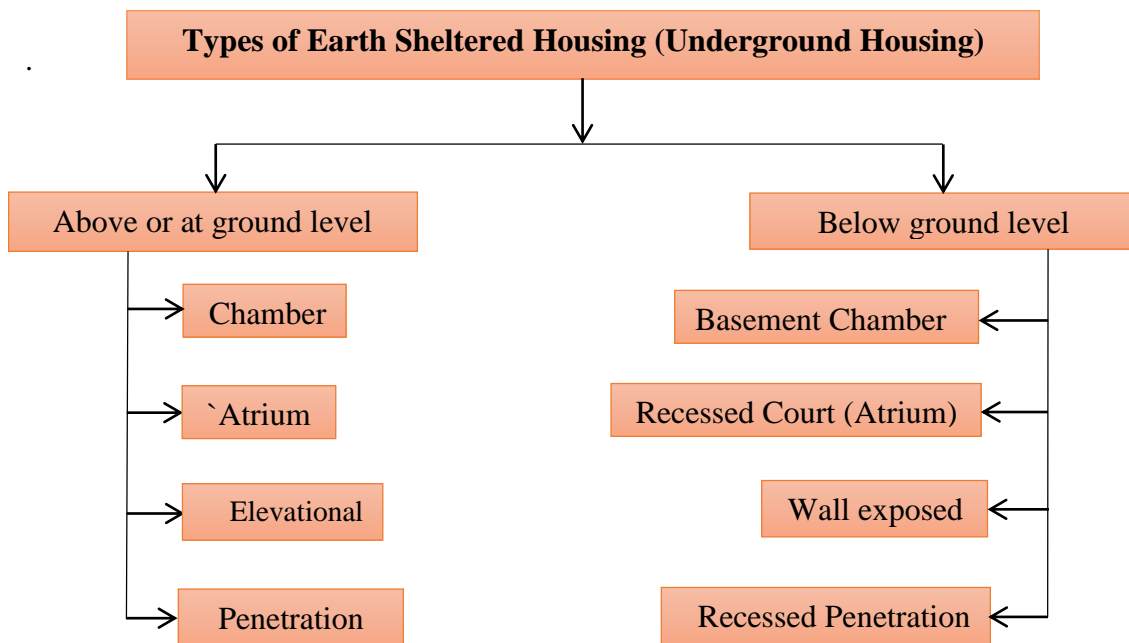 Types of Earth Sheltered Housing (Underground Housing)
.
.
Above or at ground level
Below ground level
Chamber
`Atrium
Elevational
Penetration
Basement Chamber
Recessed Court (Atrium)
Wall exposed
Recessed Penetration